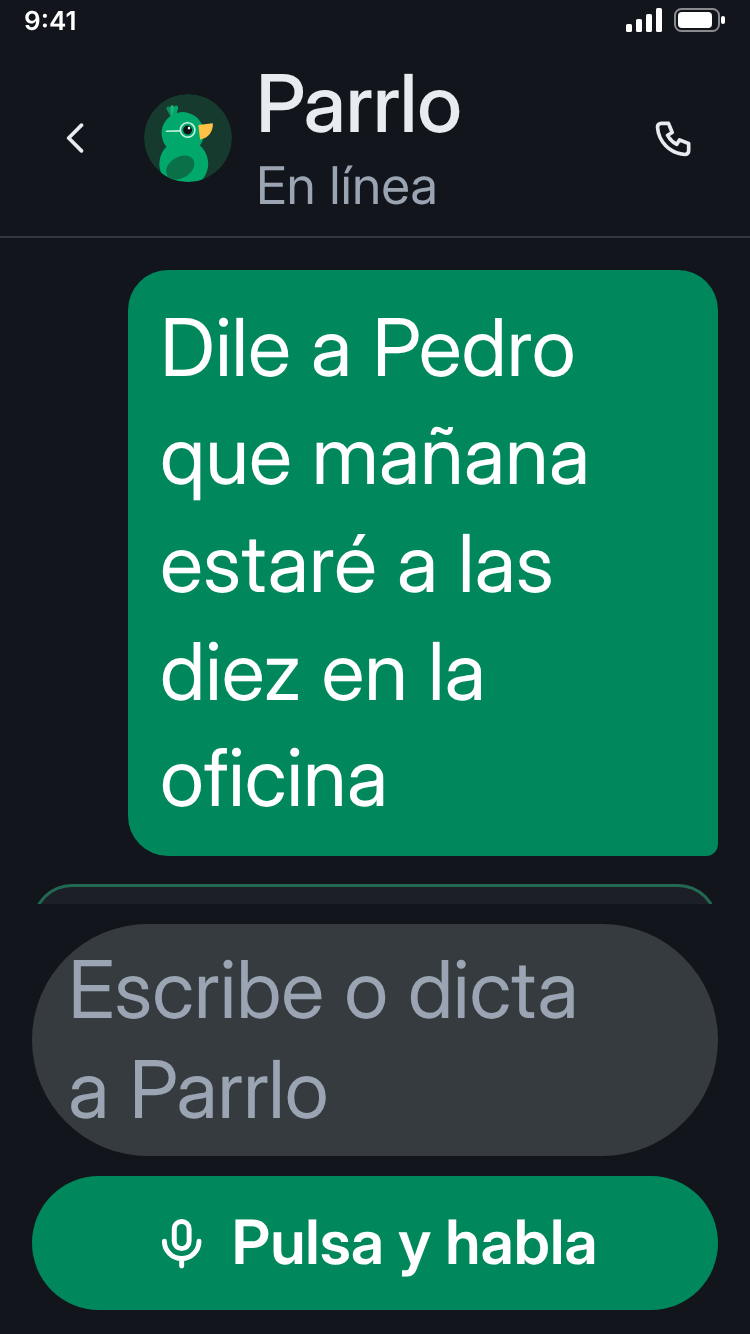 9:41
Parrlo
En línea
Dile a Pedro
que mañana
estaré a las
diez en la
oficina
Escribe o dicta
a Parrlo
Pulsa y habla